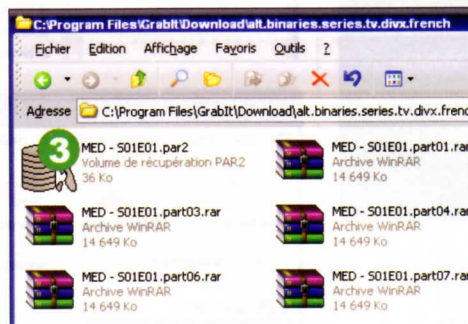 C:\Program Files\GrabIt\Download\alt.binaries.series.tv.divx.french
Fichier Edition Affichage Favoris Outils ?
Adresse C:\Program Files\GrabIt\Download\alt.binaries.series.tv.divx.frenc
3
MED - S01E01.par2
Volume de récupération PAR2
36 Ko
MED - S01E01.part01.rar
Archive WinRAR
14 649 Ko
MED - S01E01.part03.rar
Archive WinRAR
14 649 Ko
MED - S01E01.part04.rar
Archive WinRAR
14 649 Ko
MED - S01E01.part06.rar
Archive WinRAR
14 649 Ko
MED - S01E01.part07.rar
Archive WinRAR
14 649 Ko